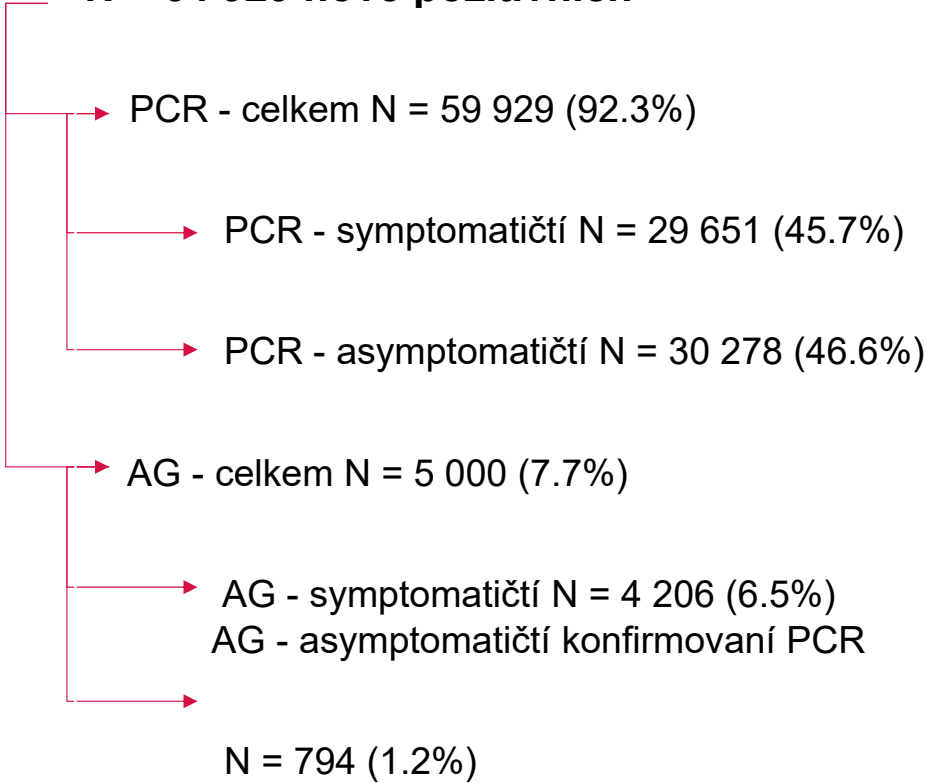 PCR - celkem N = 59 929 (92.3%)
PCR - symptomatičtí N = 29 651 (45.7%)
PCR - asymptomatičtí N = 30 278 (46.6%)
AG - celkem N = 5 000 (7.7%)
AG - symptomatičtí N = 4 206 (6.5%)
AG - asymptomatičtí konfirmovaní PCR
N = 794 (1.2%)